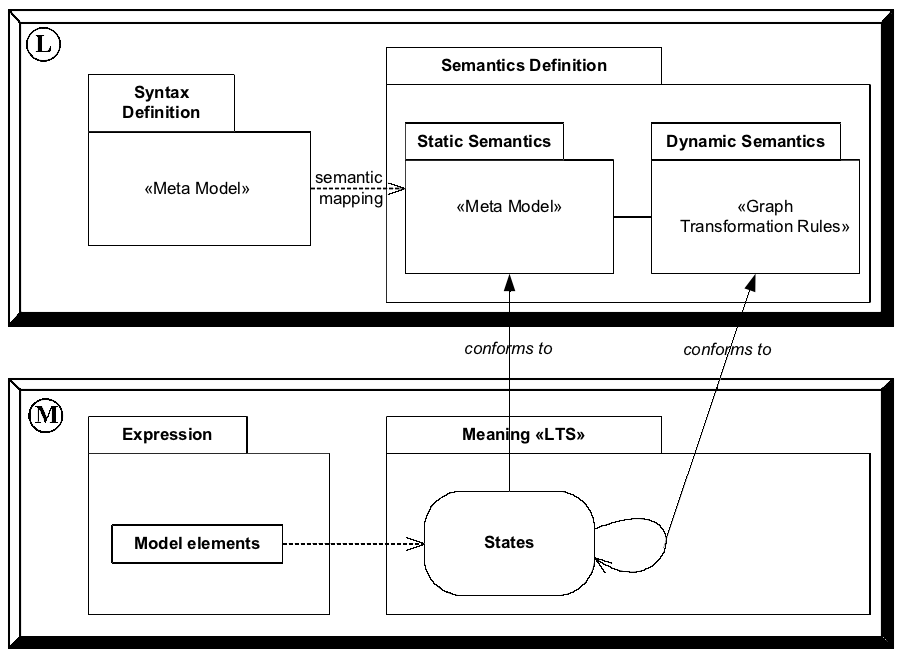 L
Syntax
Definition
«Meta Model»
semantic
mapping
Semantics Definition
Static Semantics
«Meta Model»
Dynamic Semantics
«Graph
Transformation Rules»
conforms to
conforms to
M
Expression
Model elements
Meaning «LTS»
States